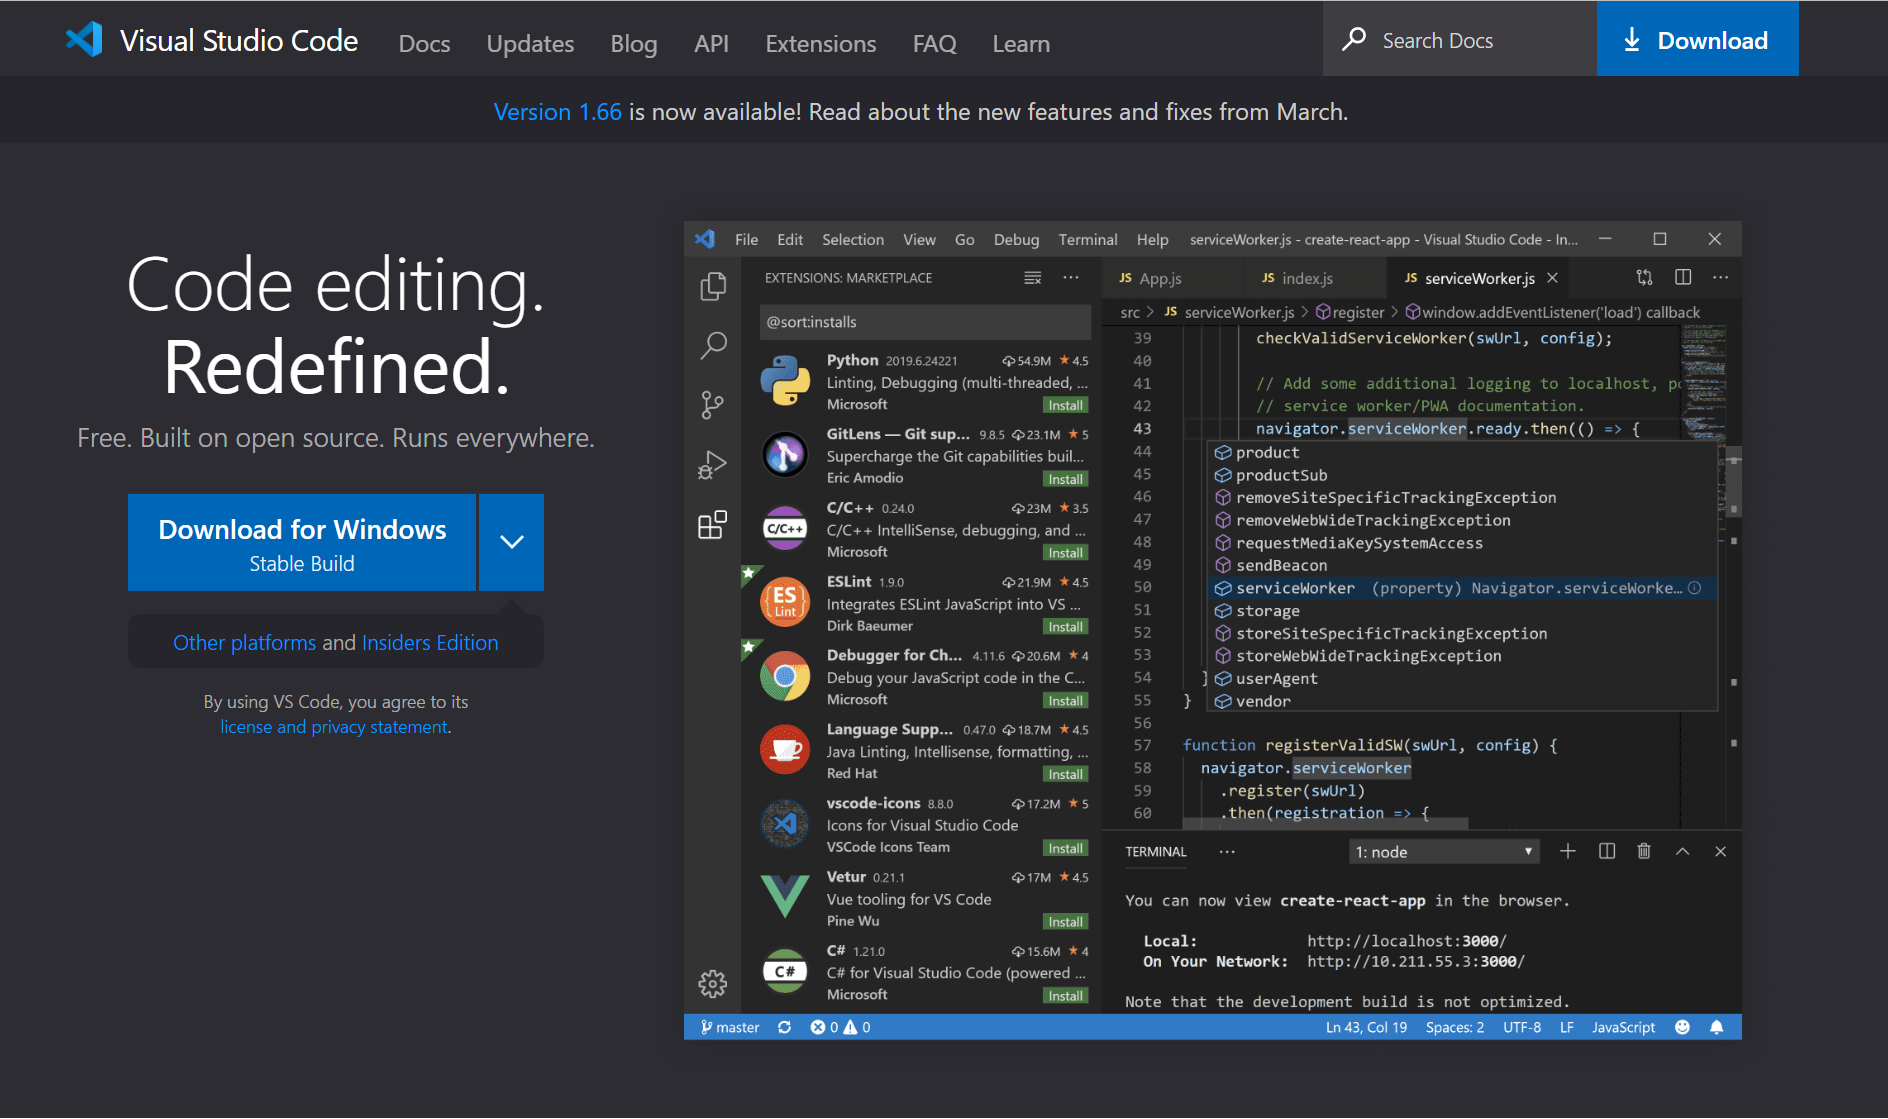 Visual Studio Code Docs Updates Blog API Extensions FAQ Learn Search Docs Download
Version 1.66 is now available! Read about the new features and fixes from March.
Code editing.
Redefined.
Free. Built on open source. Runs everywhere.
Download for Windows
Stable Build
Other platforms and Insiders Edition
By using VS Code, you agree to its
license and privacy statement.
File Edit Selection View Go Debug Terminal Help serviceWorker.js - create-react-app - Visual Studio Code - In...
EXTENSIONS: MARKETPLACE
@sort:installs
Python 2019.6.24221 54.9M ★ 4.5
Linting, Debugging (multi-threaded, ...
Microsoft Install
GitLens — Git sup... 9.8.5 23.1M ★ 5
Supercharge the Git capabilities buil...
Eric Amodio Install
C/C++
C/C++ 0.24.0 23M ★ 3.5
C/C++ IntelliSense, debugging, and ...
Microsoft Install
ES
Lint
ESLint 1.9.0 21.9M ★ 4.5
Integrates ESLint JavaScript into VS ...
Dirk Baeumer Install
Debugger for Ch... 4.11.6 20.6M ★ 4
Debug your JavaScript code in the C...
Microsoft Install
Language Supp... 0.47.0 18.7M ★ 4.5
Java Linting, Intellisense, formatting, ...
Red Hat Install
vscode-icons 8.8.0 17.2M ★ 5
Icons for Visual Studio Code
VSCode Icons Team Install
Vetur 0.21.1 17M ★ 4.5
Vue tooling for VS Code
Pine Wu Install
C#
C# 1.21.0 15.6M ★ 4
C# for Visual Studio Code (powered ...
Microsoft Install
JS App.js JS index.js JS serviceWorker.js
src > JS serviceWorker.js > register > window.addEventListener('load') callback
39 checkValidServiceWorker(swUrl, config);
40
41 // Add some additional logging to localhost, po
42 // service worker/PWA documentation.
43 navigator.serviceWorker.ready.then(() => {
44 product
45 productSub
46 removeSiteSpecificTrackingException
47 removeWebWideTrackingException
48 requestMediaKeySystemAccess
49 sendBeacon
50 serviceWorker (property) Navigator.serviceWorke...
51 storage
52 storeSiteSpecificTrackingException
53 storeWebWideTrackingException
54 } userAgent
55 } vendor
56
57 function registerValidSW(swUrl, config) {
58 navigator.serviceWorker
59 .register(swUrl)
60 .then(registration => {
TERMINAL ... 1: node
You can now view create-react-app in the browser.
Local: http://localhost:3000/
On Your Network: http://10.211.55.3:3000/
Note that the development build is not optimized.
master 0 0 Ln 43, Col 19 Spaces: 2 UTF-8 LF JavaScript